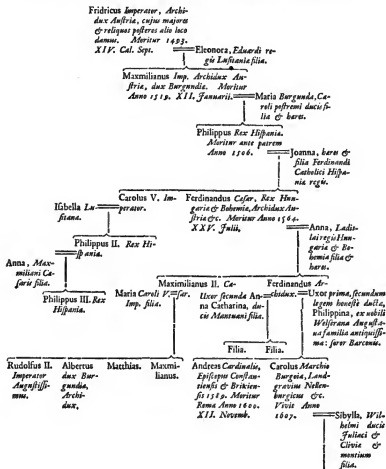 Fridricus Imperator, Archi-
dux Austriæ, cujus majores
& reliquos posteros alio loco
damus. Moritur 1493.
XIV. Cal. Sept.
Eleonora, Eduardi re-
gis Lusitaniæ filia.
Maximilianus Imp. Archidux Au-
striæ, dux Burgundiæ. Moritur
Anno 1519. XII. Januarii.
Maria Burgunda, Ca-
roli postremi ducis fi-
lia & hæres.
Philippus Rex Hispaniæ.
Moritur ante patrem
Anno 1506.
Joanna, hæres &
filia Ferdinandi
Catholici Hispa-
niæ regis.
Carolus V. Im-
perator.
Isabella Lu-
sitana.
Ferdinandus Cæsar, Rex Hun-
gariæ & Bohemiæ, Archidux Au-
striæ &c. Moritur Anno 1564.
XXV. Julii.
Anna, Ladis-
lai regis Hun-
gariæ & Bo-
hemiæ filia &
hæres.
Philippus II. Rex Hi-
spaniæ.
Anna, Max-
miliani Cæ-
saris filia.
Philippus III. Rex
Hispaniæ.
Maximilianus II. Cæ-
sar.
Maria Caroli V.
Imp. filia.
Ferdinandus Ar-
chidux.
Uxor secunda An-
na Catharina, du-
cis Mantuani filia.
Uxor prima, secundum
legem honeste ducta,
Philippina, ex nobili
Welserana Augusta-
na familia antiquissi-
ma: soror Baronis.
Filia. Filia.
Rudolfus II.
Imperator
Augustissi-
mus.
Albertus
dux Bur-
gundiæ,
Archi-
dux.
Matthias.
Maxmi-
lianus.
Andreas Cardinalis,
Episcopus Constan-
tiensis & Brixien-
sis 1589. Moritur
Romæ Anno 1600.
XII. Novemb.
Carolus Marchio
Burgoiæ, Land-
gravius Nellen-
burgicus &c.
Vivit Anno
1607.
Sibylla, Wil-
helmi ducis
Juliaci &
Cliviæ &
montium
filia.